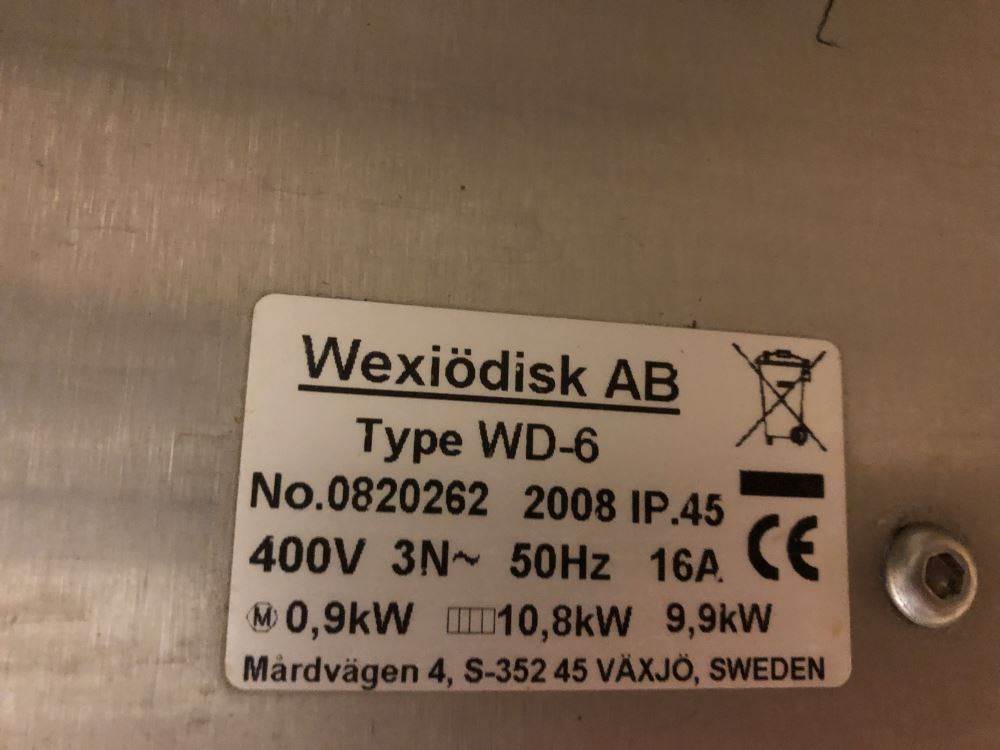 Wexiödisk AB
Type WD-6
No.0820262 2008 IP.45
400V 3N~ 50Hz 16A
M 0,9kW 10,8kW 9,9kW
Mårdvägen 4, S-352 45 VÄXJÖ, SWEDEN
CE